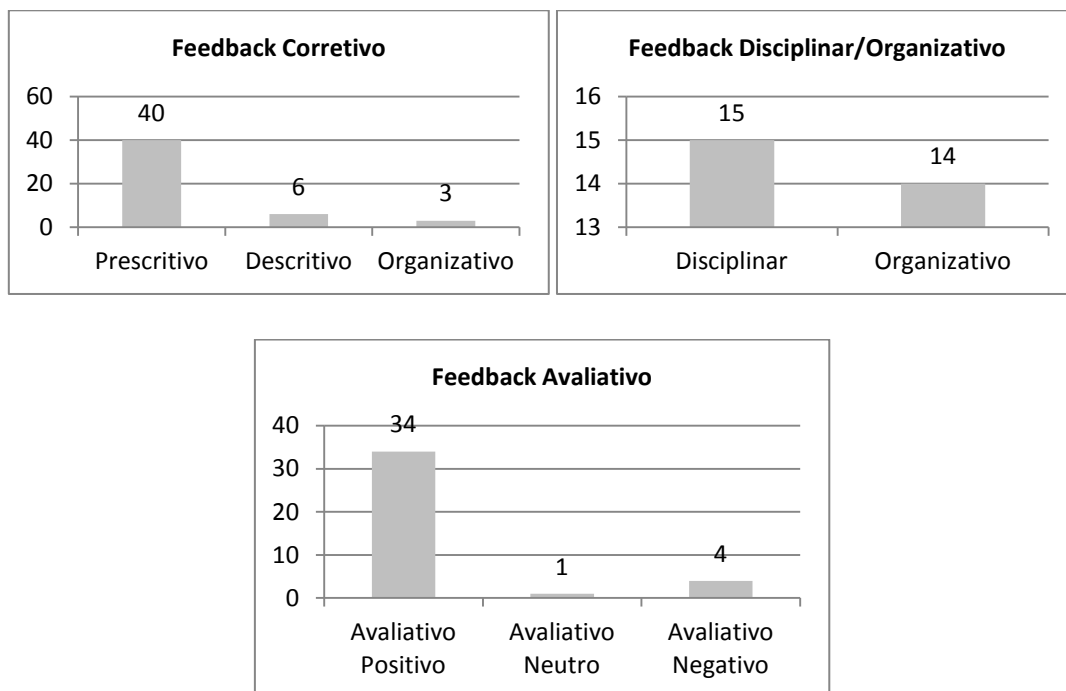 Feedback Corretivo
60
40
20
0
40
6
3
Prescritivo Descritivo Organizativo
Feedback Disciplinar/Organizativo
16
15
14
13
15
14
Disciplinar Organizativo
Feedback Avaliativo
40
30
20
10
0
34
1
4
Avaliativo Positivo
Avaliativo Neutro
Avaliativo Negativo